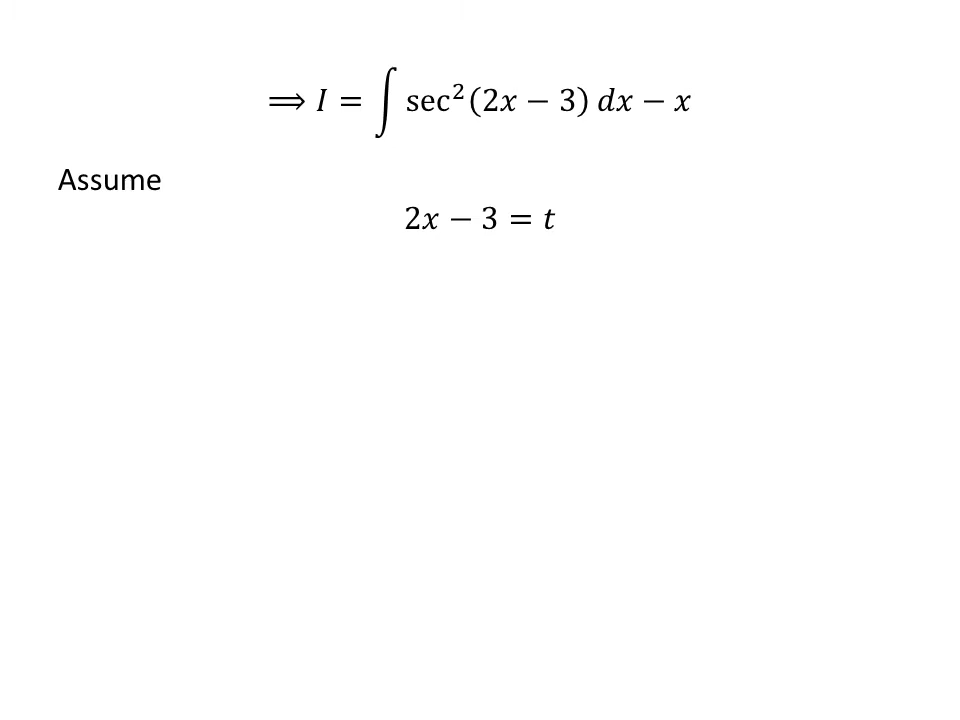 ⟹ 𝐼 = ∫ sec²(2𝑥 − 3) 𝑑𝑥 − 𝑥
Assume
2𝑥 − 3 = 𝑡